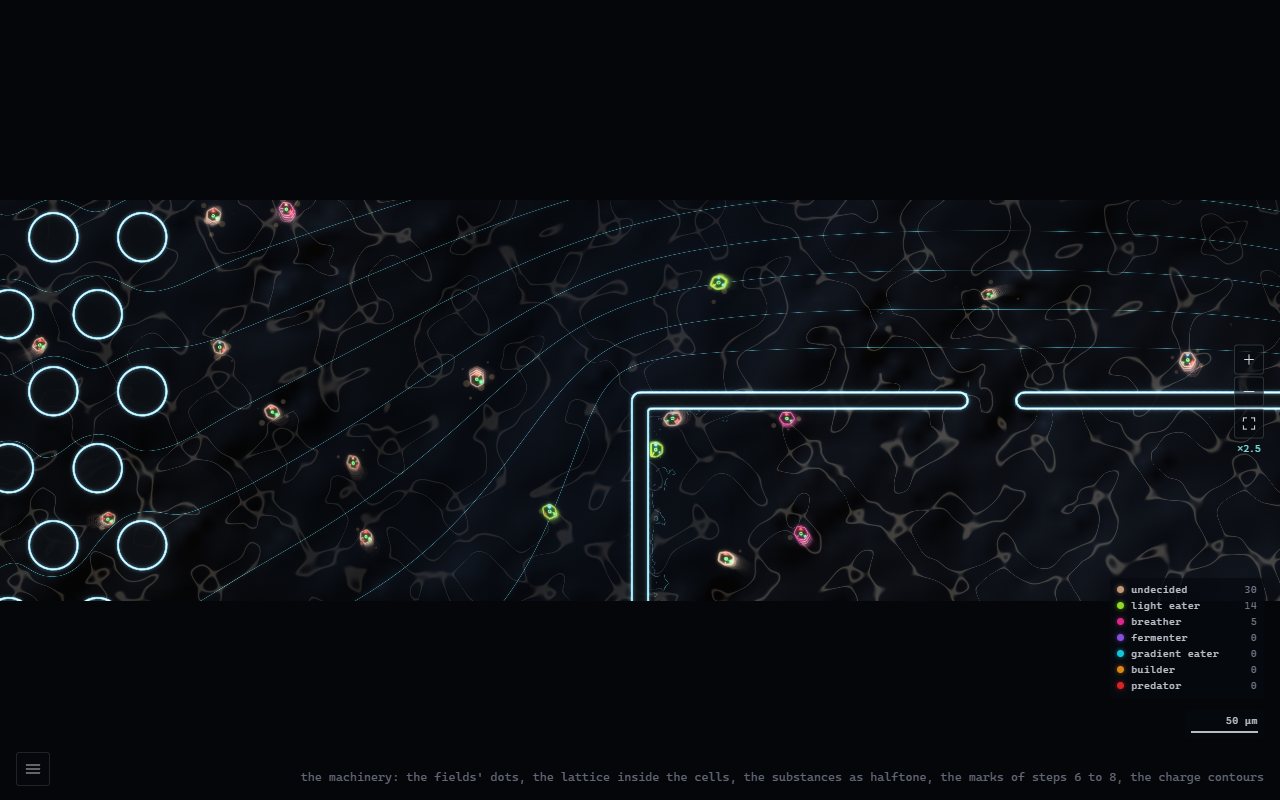 +
−
×2.5
undecided 30
light eater 14
breather 5
fermenter 0
gradient eater 0
builder 0
predator 0
50 µm
the machinery: the fields' dots, the lattice inside the cells, the substances as halftone, the marks of steps 6 to 8, the charge contours